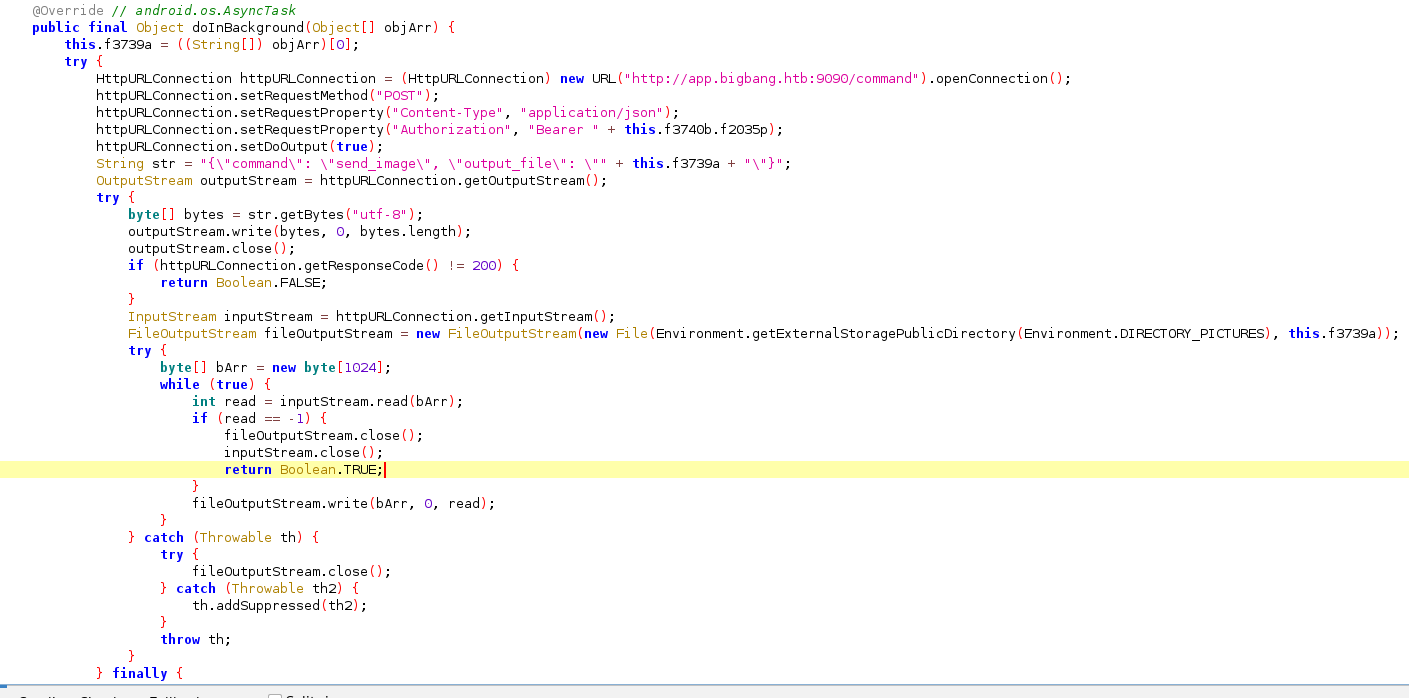 @Override // android.os.AsyncTask
public final Object doInBackground(Object[] objArr) {
    this.f3739a = ((String[]) objArr)[0];
    try {
        HttpURLConnection httpURLConnection = (HttpURLConnection) new URL("http://app.bigbang.htb:9090/command").openConnection();
        httpURLConnection.setRequestMethod("POST");
        httpURLConnection.setRequestProperty("Content-Type", "application/json");
        httpURLConnection.setRequestProperty("Authorization", "Bearer " + this.f3740b.f2035p);
        httpURLConnection.setDoOutput(true);
        String str = "{\"command\": \"send_image\", \"output_file\": \"" + this.f3739a + "\"}";
        OutputStream outputStream = httpURLConnection.getOutputStream();
        try {
            byte[] bytes = str.getBytes("utf-8");
            outputStream.write(bytes, 0, bytes.length);
            outputStream.close();
            if (httpURLConnection.getResponseCode() != 200) {
                return Boolean.FALSE;
            }
            InputStream inputStream = httpURLConnection.getInputStream();
            FileOutputStream fileOutputStream = new FileOutputStream(new File(Environment.getExternalStoragePublicDirectory(Environment.DIRECTORY_PICTURES), this.f3739a));
            try {
                byte[] bArr = new byte[1024];
                while (true) {
                    int read = inputStream.read(bArr);
                    if (read == -1) {
                        fileOutputStream.close();
                        inputStream.close();
                        return Boolean.TRUE;
                    }
                    fileOutputStream.write(bArr, 0, read);
                }
            } catch (Throwable th) {
                try {
                    fileOutputStream.close();
                } catch (Throwable th2) {
                    th.addSuppressed(th2);
                }
                throw th;
            }
        } finally {